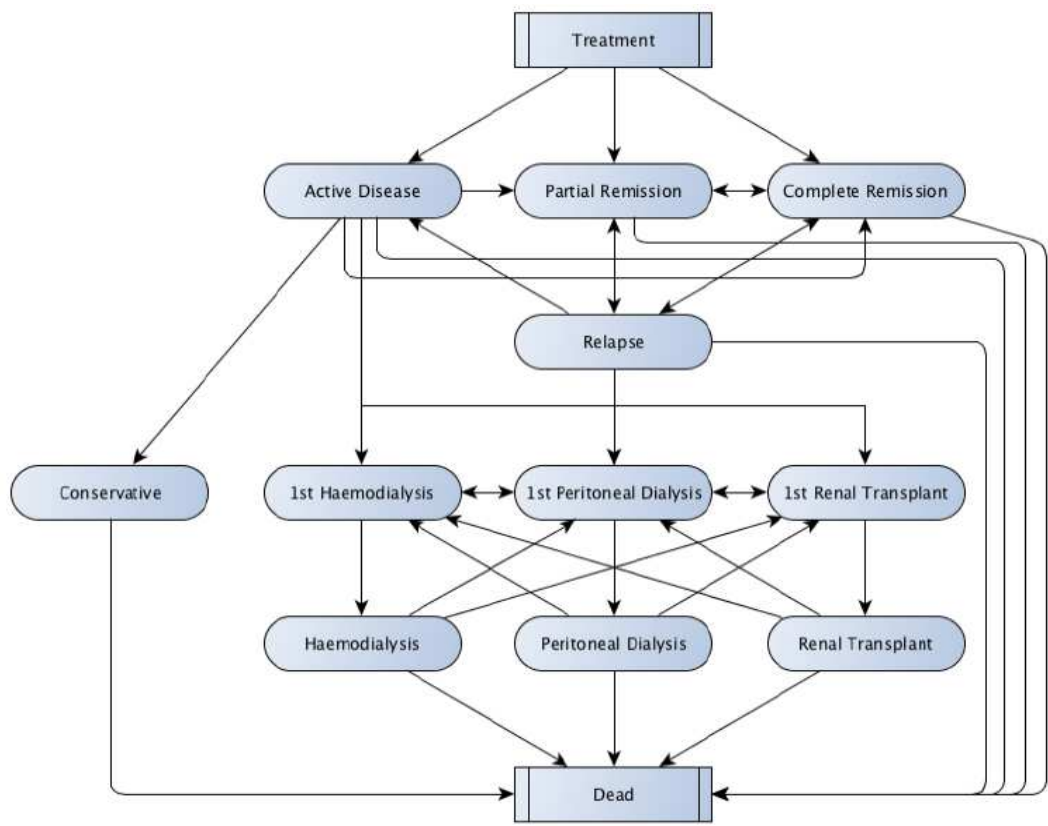 Treatment
Active Disease
Partial Remission
Complete Remission
Relapse
Conservative
1st Haemodialysis
1st Peritoneal Dialysis
1st Renal Transplant
Haemodialysis
Peritoneal Dialysis
Renal Transplant
Dead